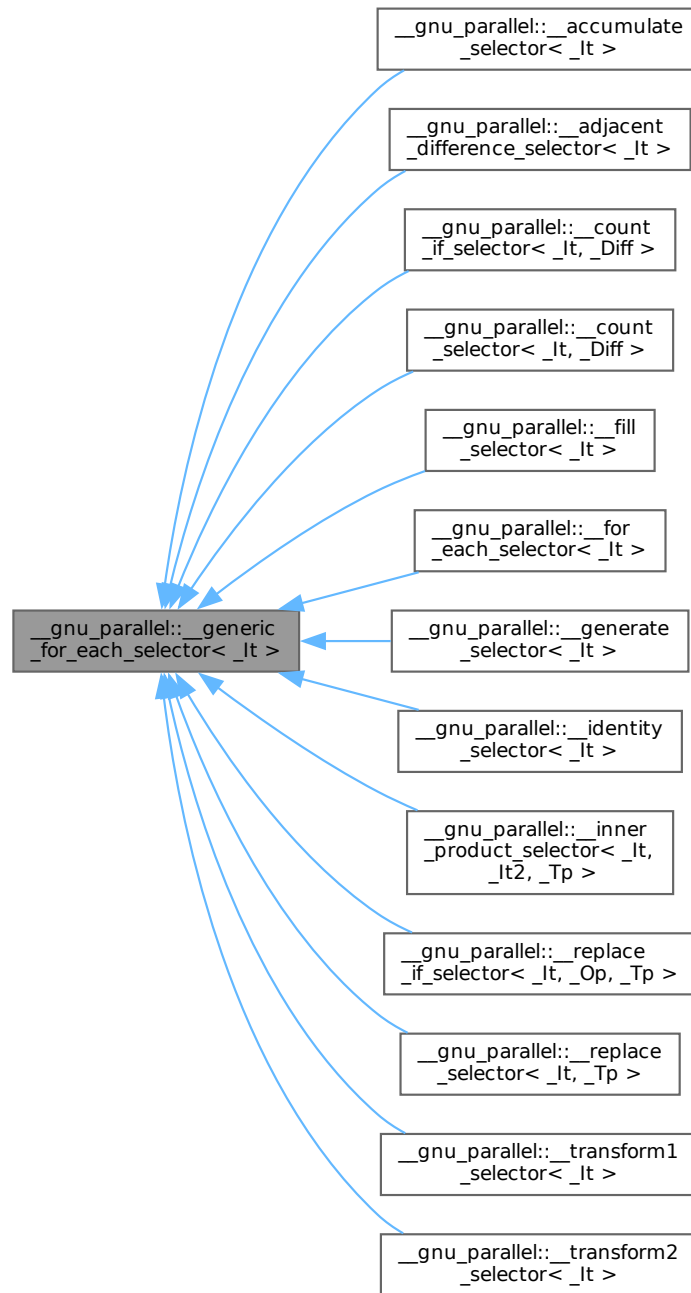 __gnu_parallel::__accumulate
_selector< _It >
__gnu_parallel::__adjacent
_difference_selector< _It >
__gnu_parallel::__count
_if_selector< _It, _Diff >
__gnu_parallel::__count
_selector< _It, _Diff >
__gnu_parallel::__fill
_selector< _It >
__gnu_parallel::__for
_each_selector< _It >
__gnu_parallel::__generic
_for_each_selector< _It >
__gnu_parallel::__generate
_selector< _It >
__gnu_parallel::__identity
_selector< _It >
__gnu_parallel::__inner
_product_selector< _It,
_It2, _Tp >
__gnu_parallel::__replace
_if_selector< _It, _Op, _Tp >
__gnu_parallel::__replace
_selector< _It, _Tp >
__gnu_parallel::__transform1
_selector< _It >
__gnu_parallel::__transform2
_selector< _It >